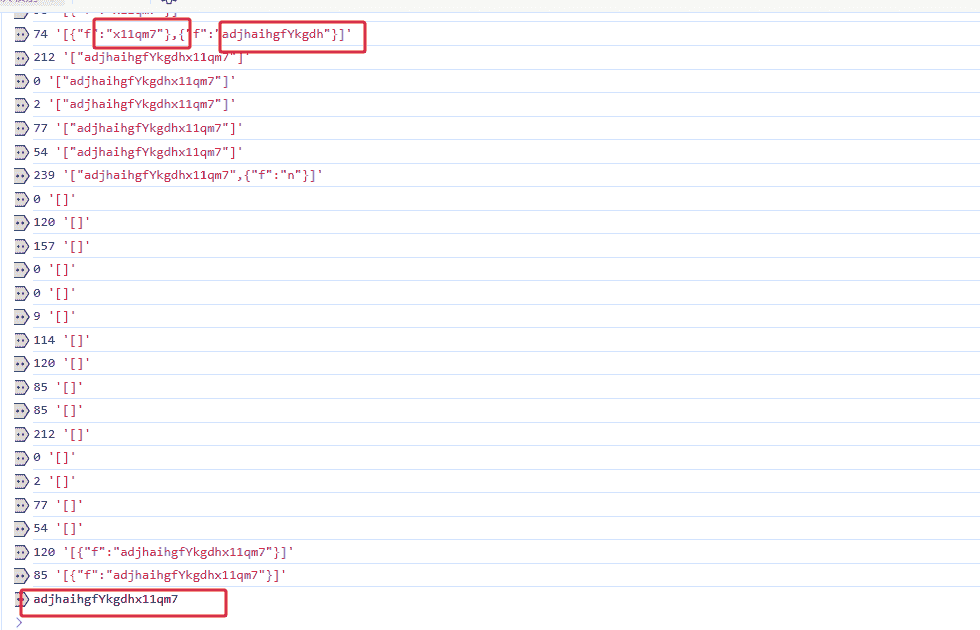 74 '[{"f":"x11qm7"},{"f":"adjhaihgfYkgdh"}]'
212 '["adjhaihgfYkgdhx11qm7"]'
0 '["adjhaihgfYkgdhx11qm7"]'
2 '["adjhaihgfYkgdhx11qm7"]'
77 '["adjhaihgfYkgdhx11qm7"]'
54 '["adjhaihgfYkgdhx11qm7"]'
239 '["adjhaihgfYkgdhx11qm7",{"f":"n"}]'
0 '[]'
120 '[]'
157 '[]'
0 '[]'
0 '[]'
9 '[]'
114 '[]'
120 '[]'
85 '[]'
85 '[]'
212 '[]'
0 '[]'
2 '[]'
77 '[]'
54 '[]'
120 '[{"f":"adjhaihgfYkgdhx11qm7"}]'
85 '[{"f":"adjhaihgfYkgdhx11qm7"}]'
adjhaihgfYkgdhx11qm7